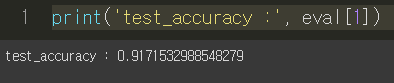 1 print('test_accuracy :', eval[1])
test_accuracy : 0.9171532988548279